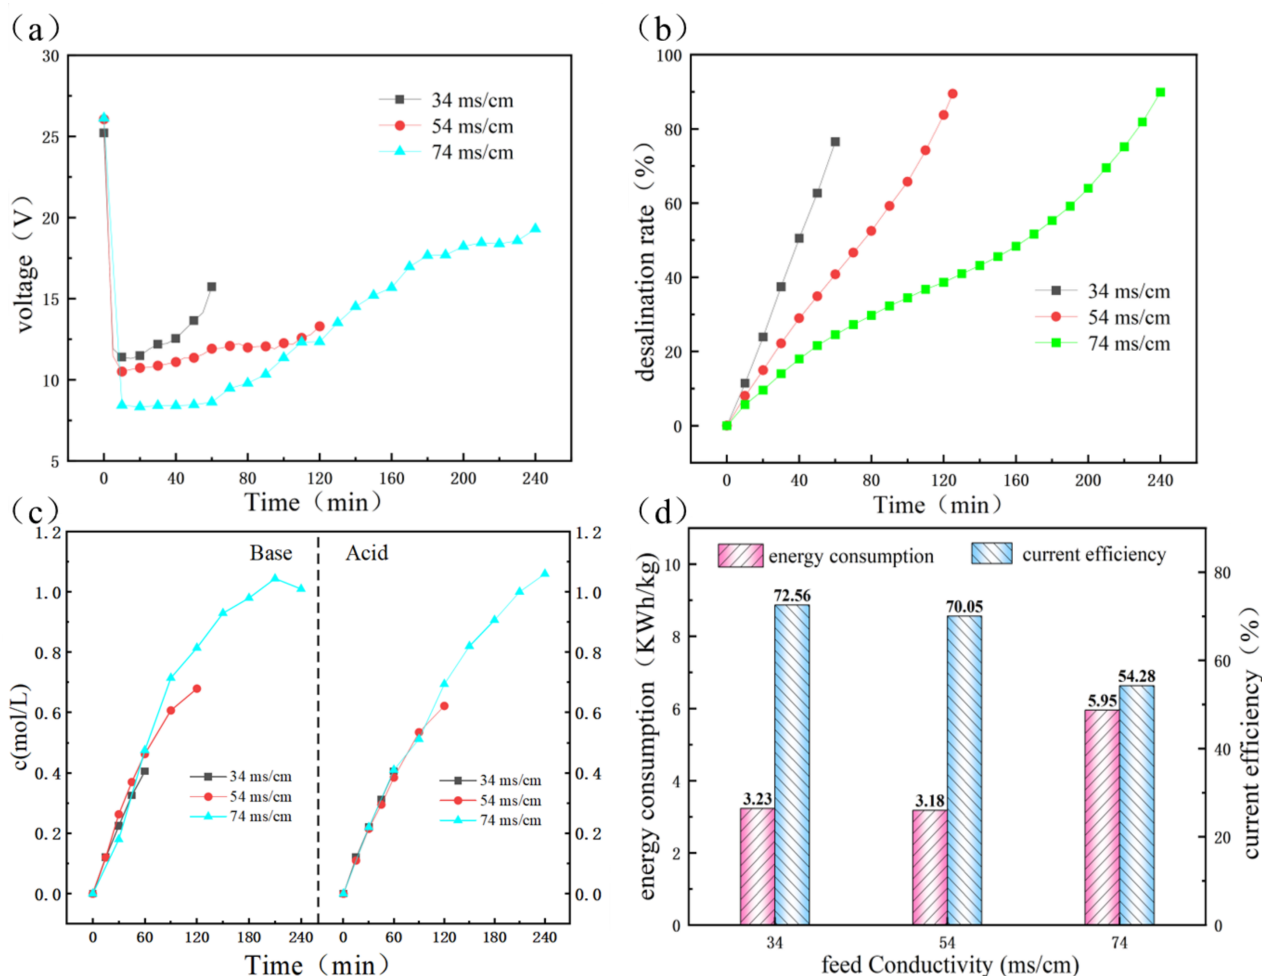 (a)
30
25
20
15
10
5
voltage（V）
34 ms/cm
54 ms/cm
74 ms/cm
0 40 80 120 160 200 240
Time（min）
(b)
100
80
60
40
20
0
desalination rate（%）
34 ms/cm
54 ms/cm
74 ms/cm
0 40 80 120 160 200 240
Time（min）
(c)
1.2
1.0
0.8
0.6
0.4
0.2
0.0
c(mol/L)
Base Acid
34 ms/cm
54 ms/cm
74 ms/cm
34 ms/cm
54 ms/cm
74 ms/cm
1.2
1.0
0.8
0.6
0.4
0.2
0.0
0 60 120 180 240 0 60 120 180 240
Time（min）
(d)
10
8
6
4
2
0
energy consumption（KWh/kg）
energy consumption current efficiency
3.23 72.56
3.18 70.05
5.95 54.28
80
60
40
20
0
current efficiency（%）
34 54 74
feed Conductivity (ms/cm)